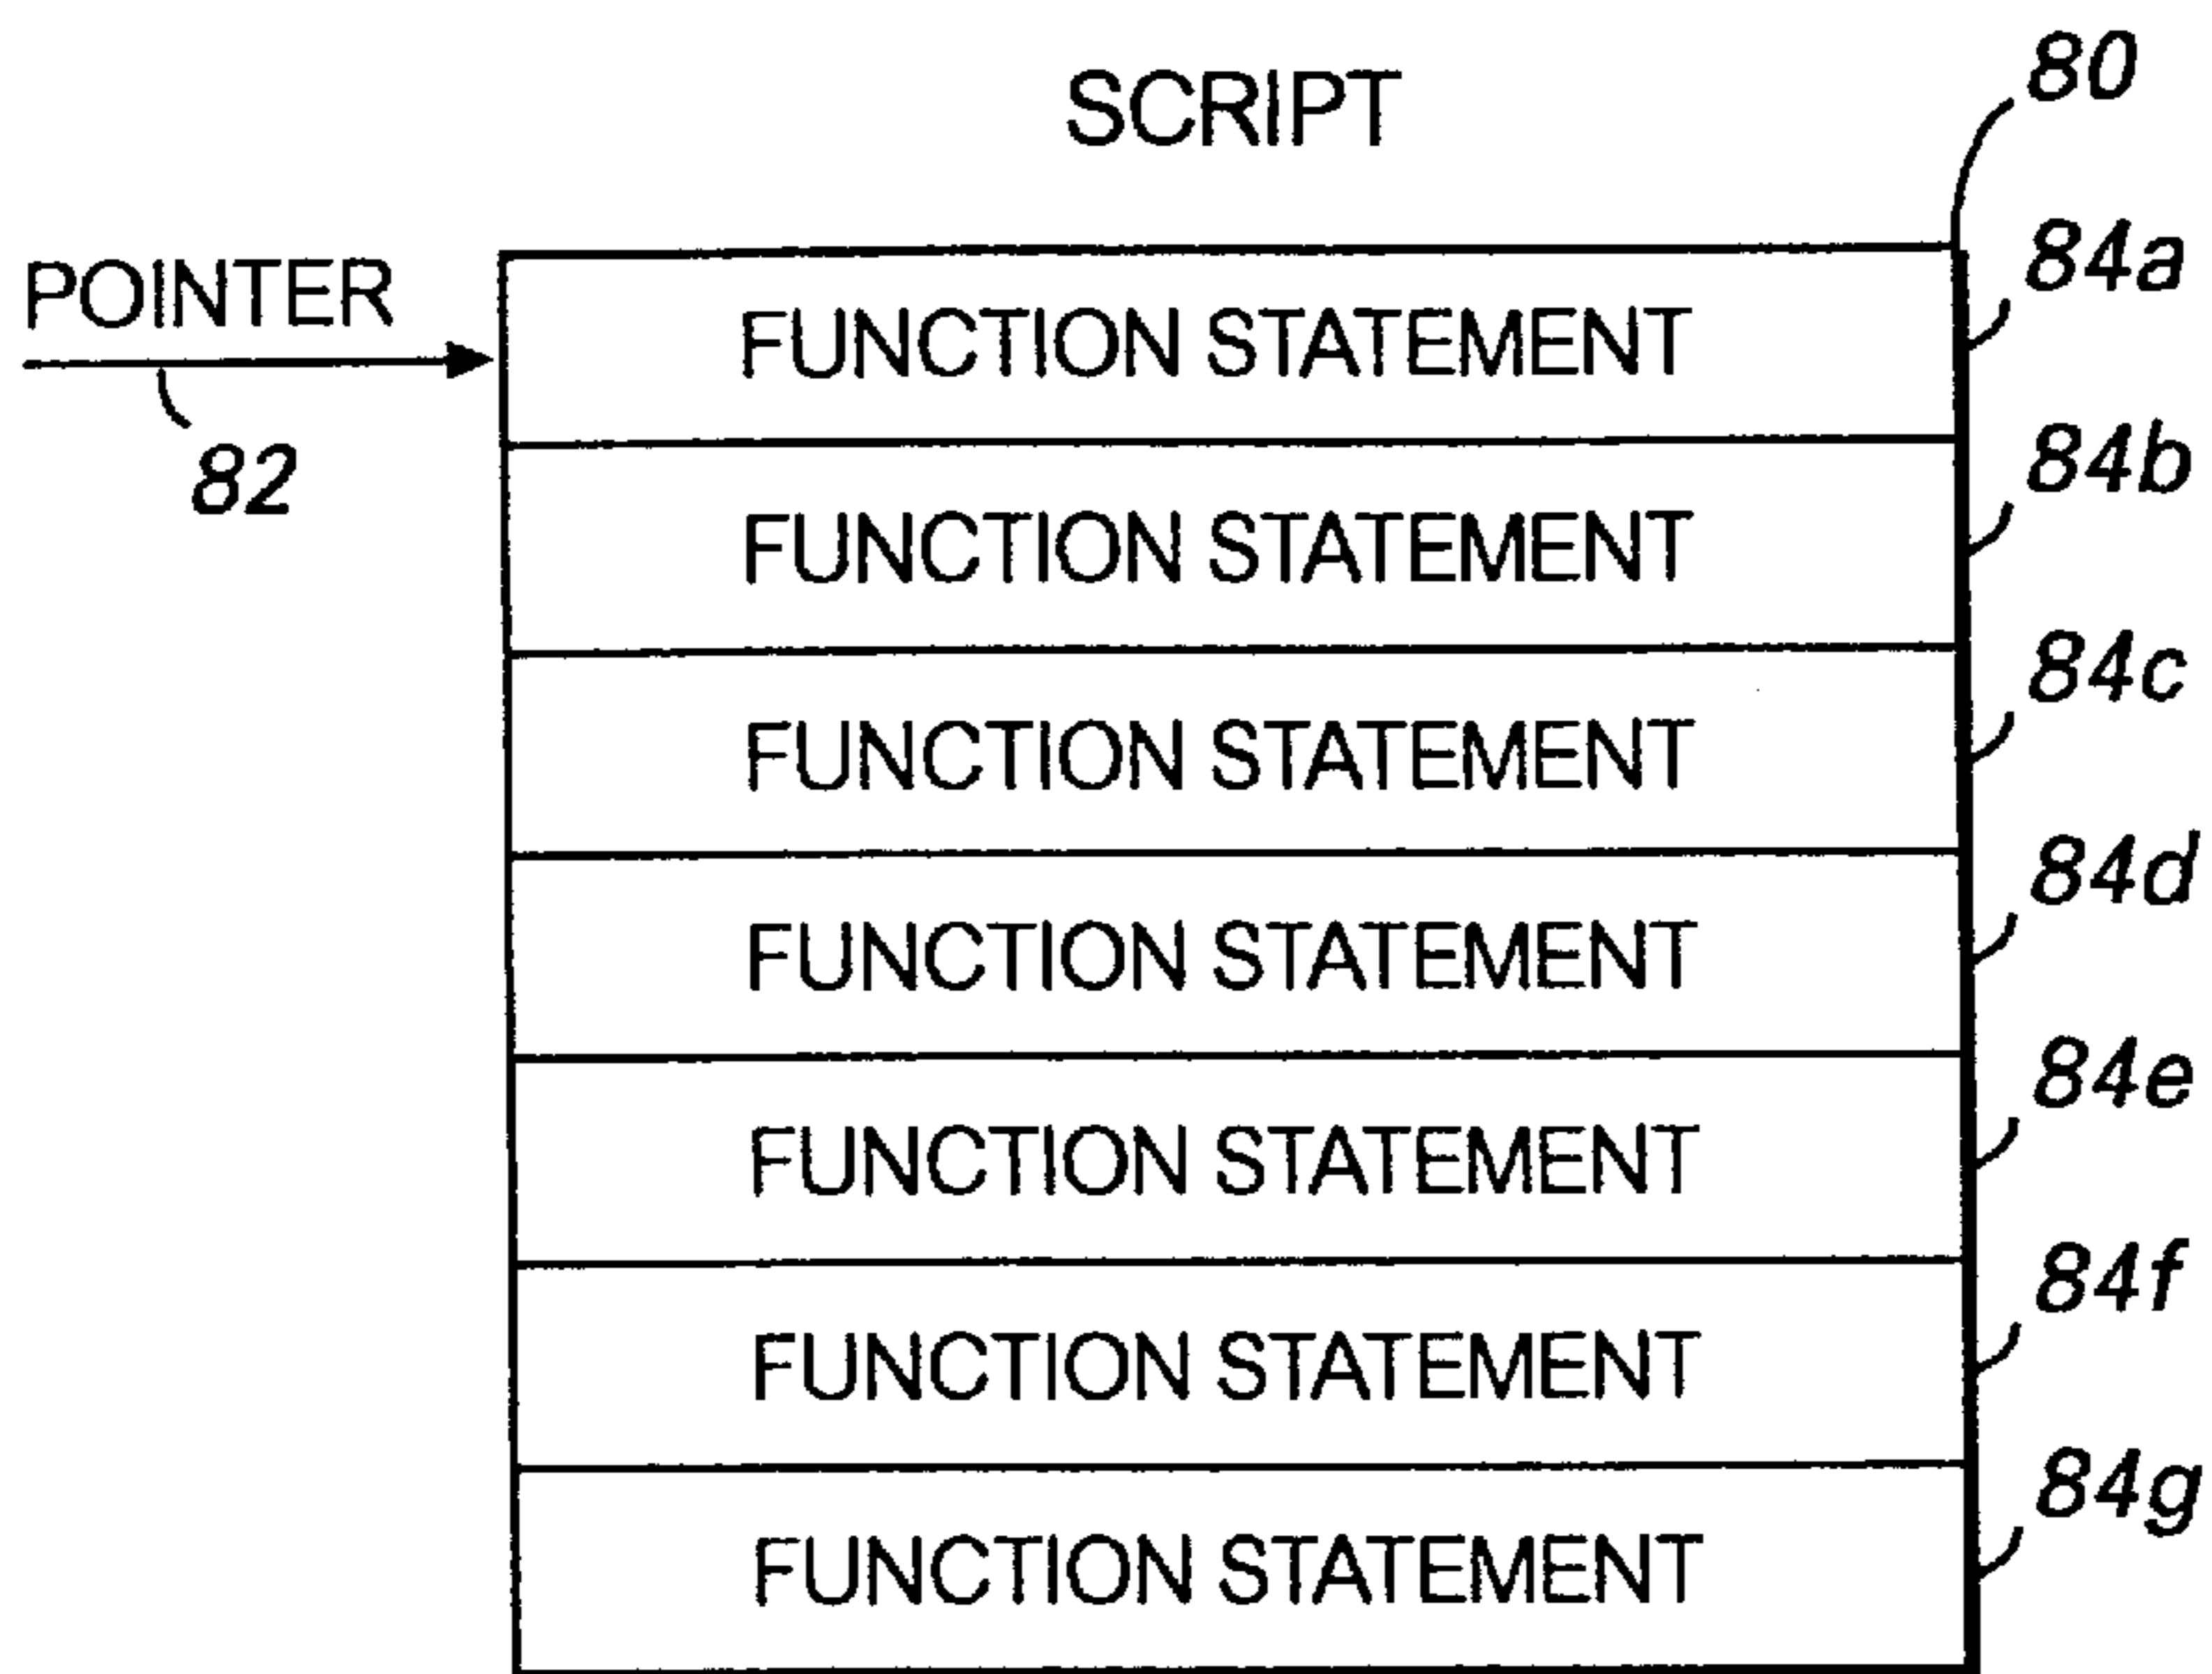 SCRIPT
80
POINTER
82
FUNCTION STATEMENT
84a
FUNCTION STATEMENT
84b
FUNCTION STATEMENT
84c
FUNCTION STATEMENT
84d
FUNCTION STATEMENT
84e
FUNCTION STATEMENT
84f
FUNCTION STATEMENT
84g